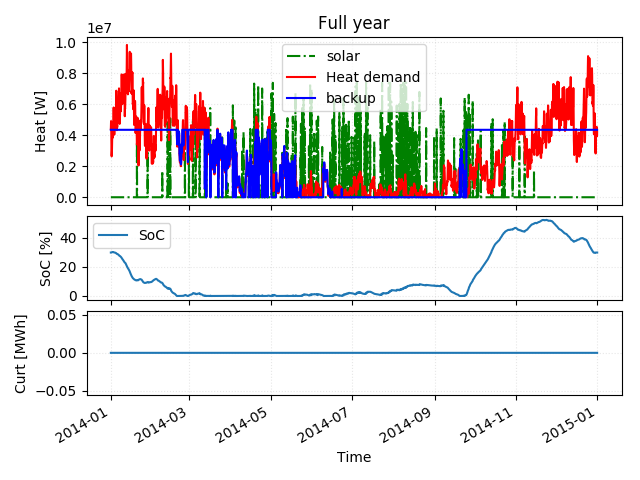 Full year
1e7
1.0
0.8
0.6
0.4
0.2
0.0
Heat [W]
solar
Heat demand
backup
40
20
0
SoC [%]
SoC
0.05
0.00
−0.05
Curt [MWh]
2014-01
2014-03
2014-05
2014-07
2014-09
2014-11
2015-01
Time